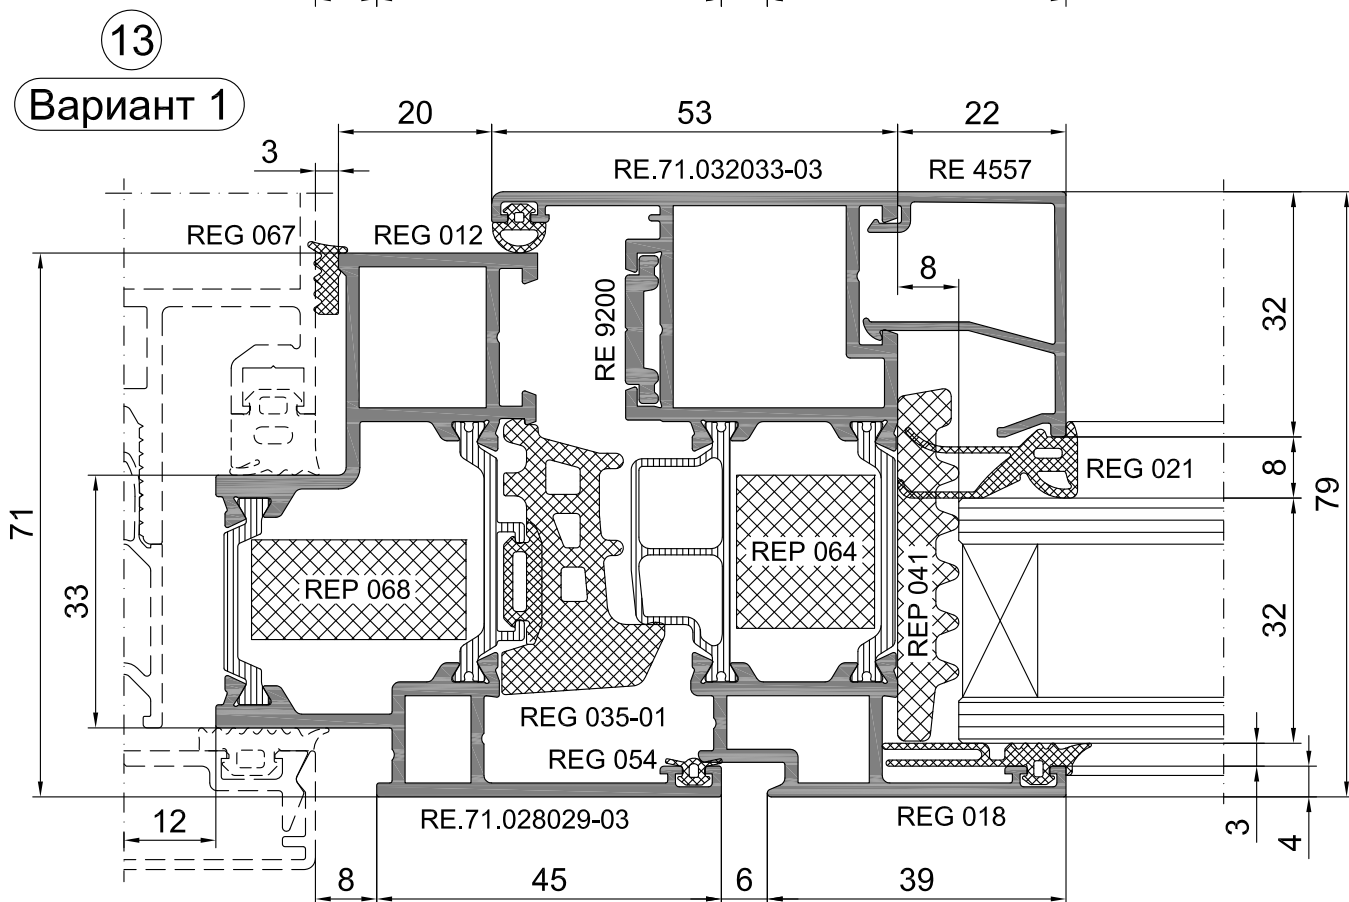 13
Вариант 1
20
53
22
3
RE.71.032033-03
RE 4557
REG 067
REG 012
8
32
RE 9200
REG 021
8
79
71
33
REP 068
REP 064
REP 041
32
REG 035-01
REG 054
RE.71.028029-03
REG 018
12
3
4
8
45
6
39